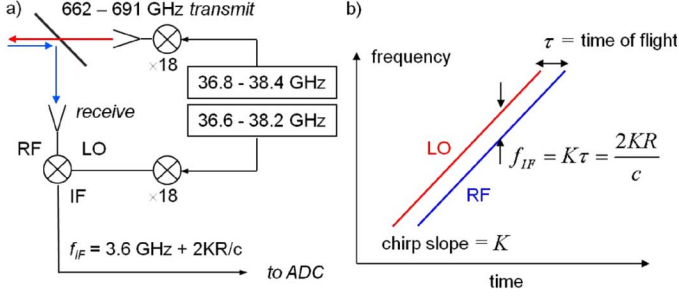 a)
662 – 691 GHz transmit
×18
36.8 - 38.4 GHz
36.6 - 38.2 GHz
receive
RF
LO
IF
×18
f_IF = 3.6 GHz + 2KR/c
to ADC
b)
frequency
τ = time of flight
LO
RF
f_IF = Kτ = 2KR/c
chirp slope = K
time